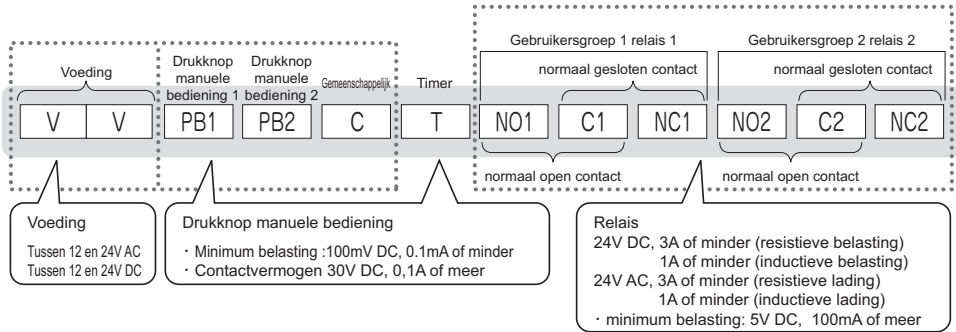 Gebruikersgroep 1 relais 1
Gebruikersgroep 2 relais 2
Voeding
Drukknop
manuele
bediening 1
Drukknop
manuele
bediening 2
Gemeenschappelijk
Timer
normaal gesloten contact
normaal gesloten contact
V V PB1 PB2 C T NO1 C1 NC1 NO2 C2 NC2
normaal open contact
normaal open contact
Voeding
Tussen 12 en 24V AC
Tussen 12 en 24V DC
Drukknop manuele bediening
· Minimum belasting :100mV DC, 0.1mA of minder
· Contactvermogen 30V DC, 0,1A of meer
Relais
24V DC, 3A of minder (resistieve belasting)
1A of minder (inductieve belasting)
24V AC, 3A of minder (resistieve lading)
1A of minder (inductieve lading)
· minimum belasting: 5V DC, 100mA of meer